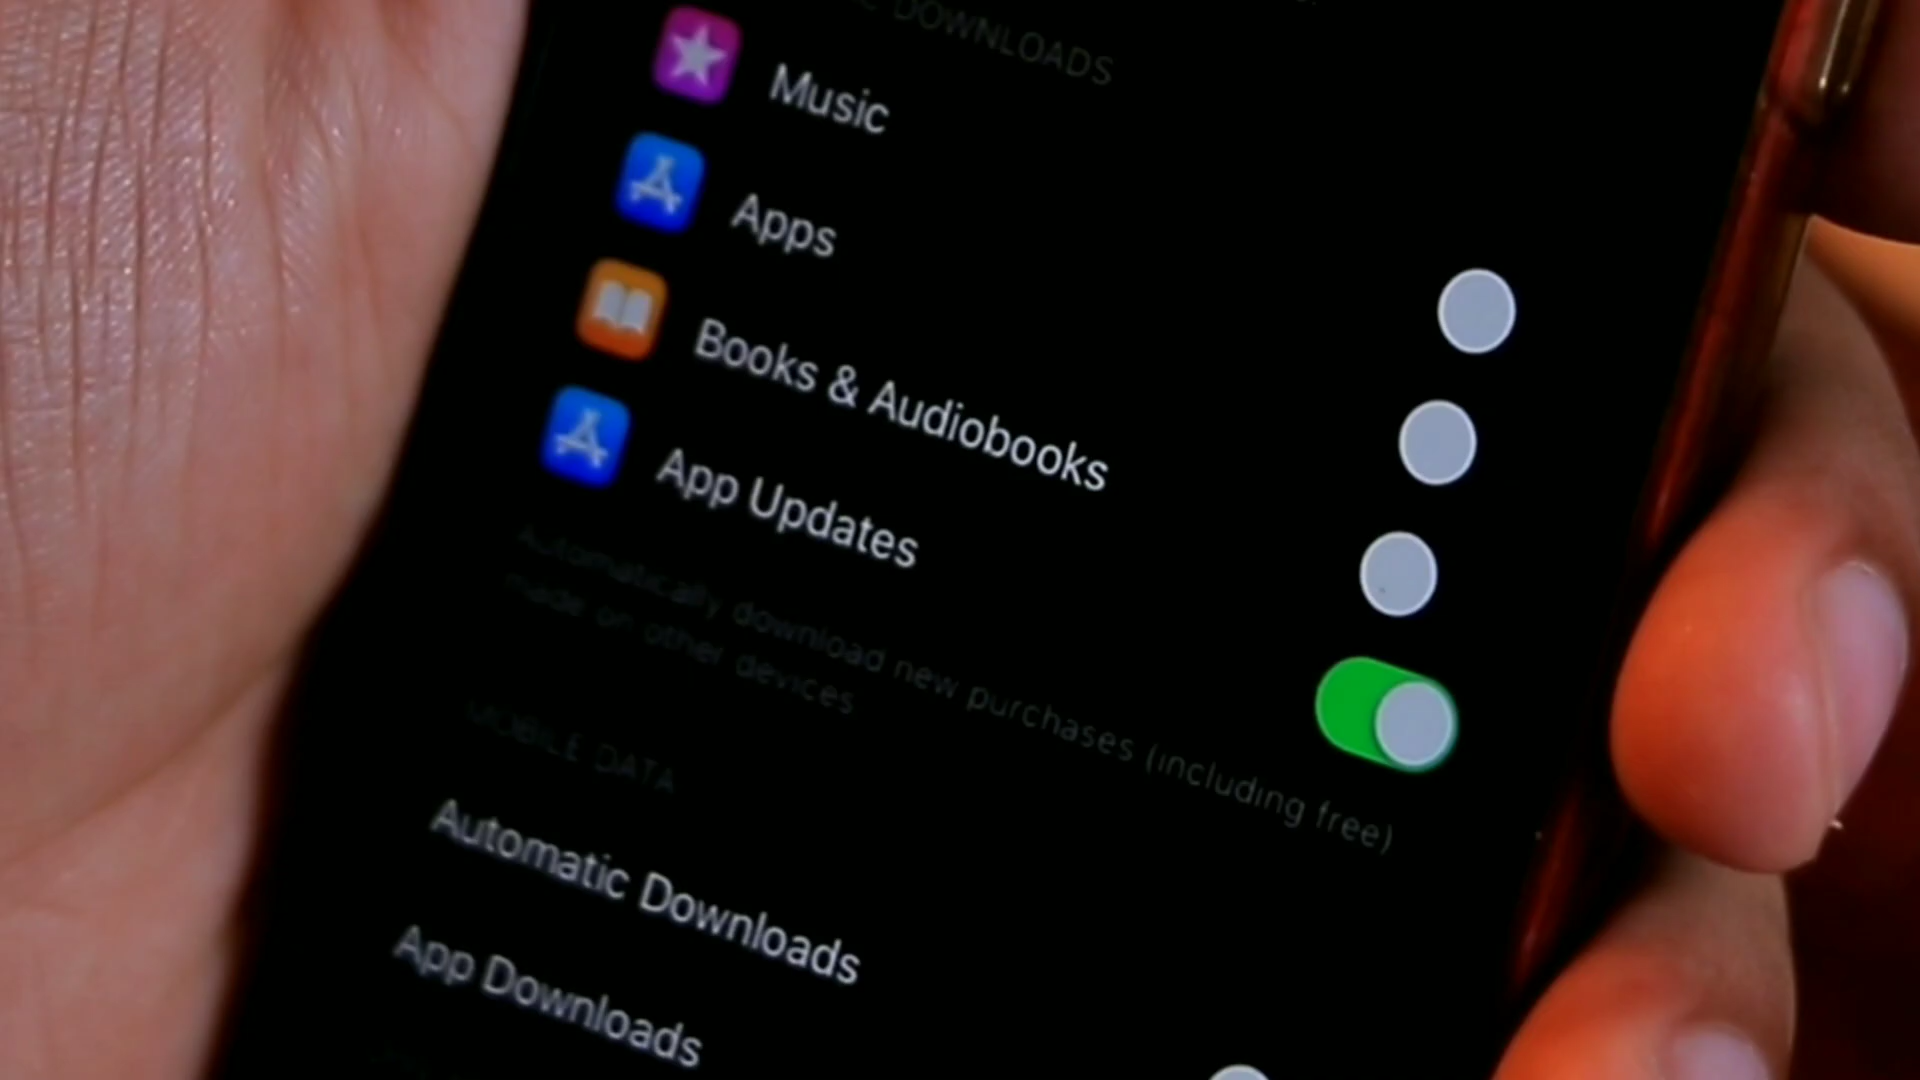 DOWNLOADS
Music
Apps
Books & Audiobooks
App Updates
Automatically download new purchases (including free)
made on other devices
MOBILE DATA
Automatic Downloads
App Downloads